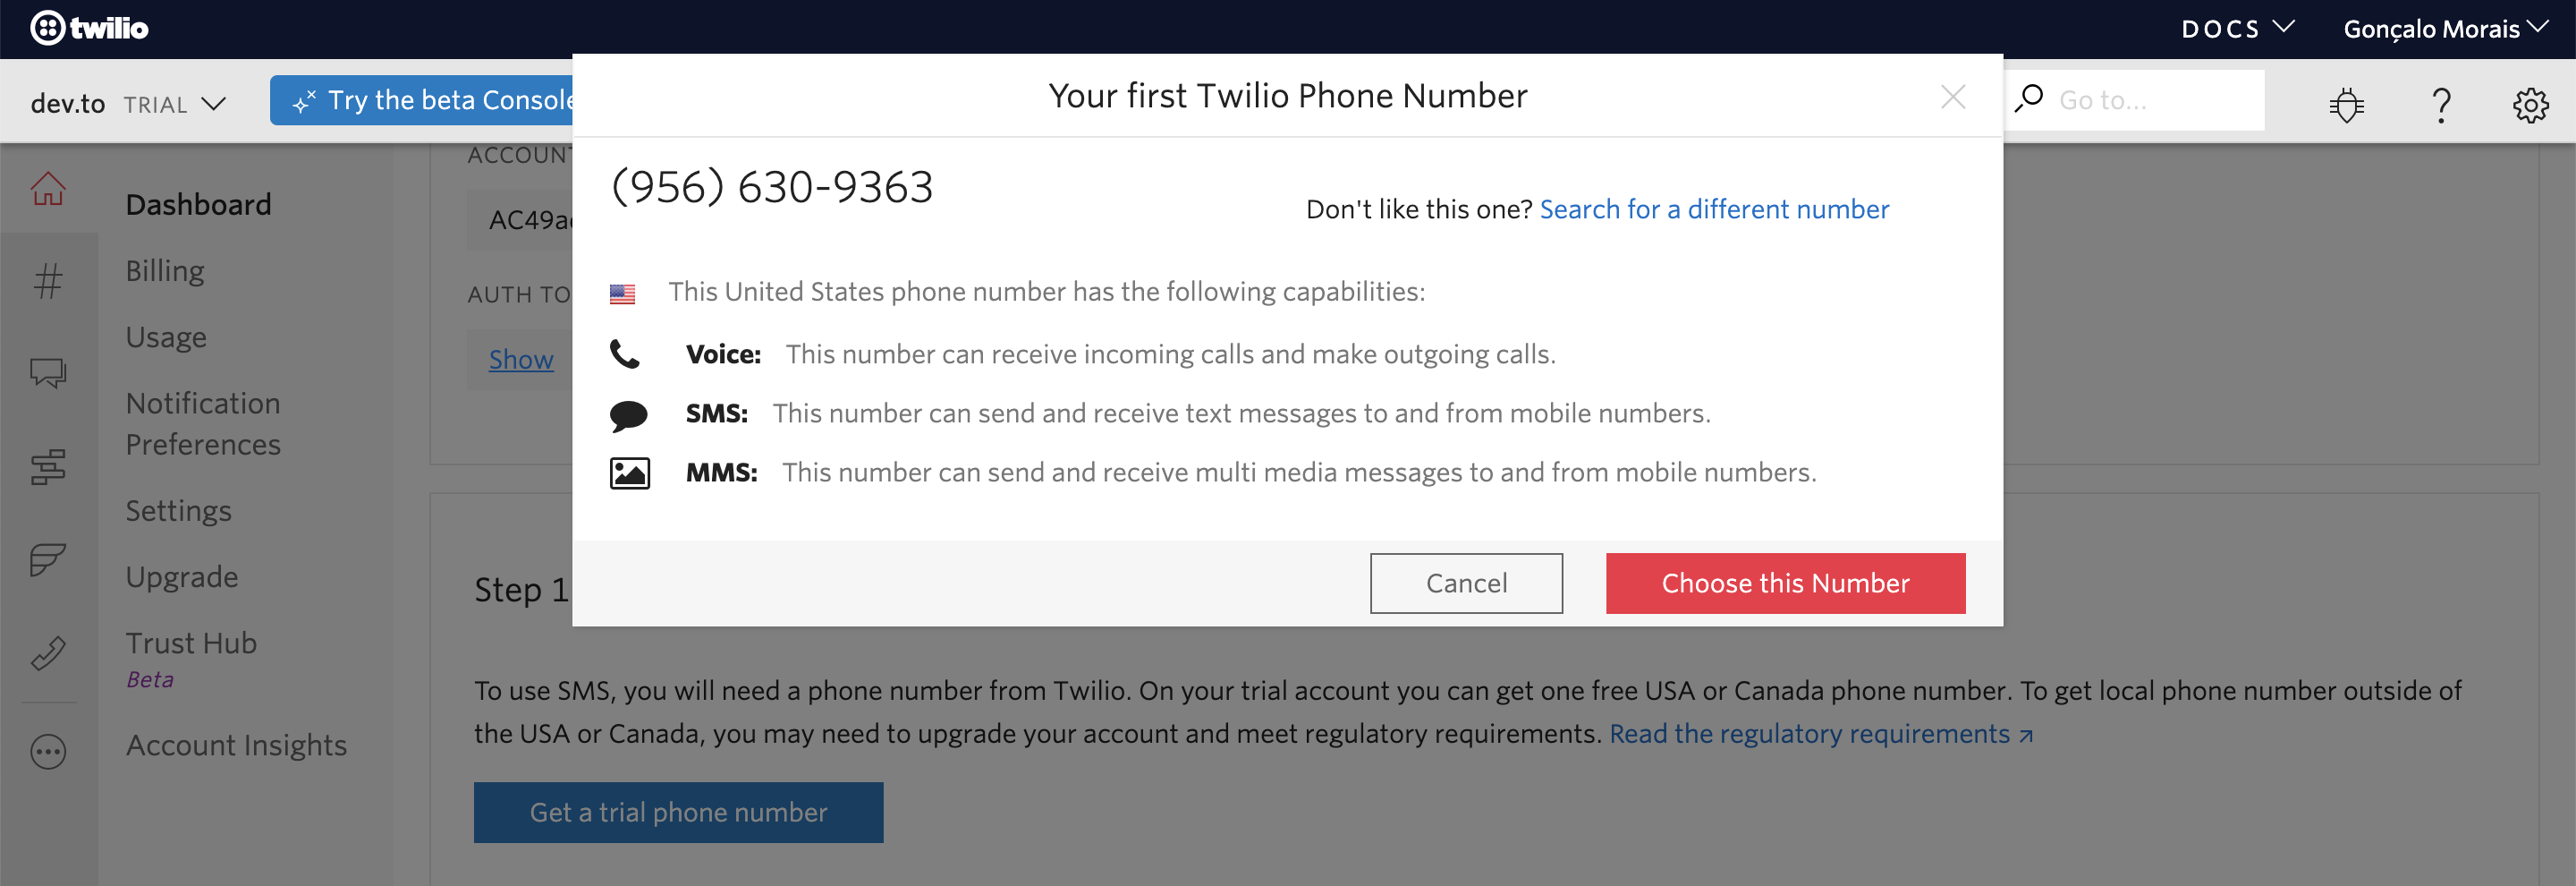 twilio
DOCS
Gonçalo Morais
dev.to TRIAL
Try the beta Console
Go to...
Your first Twilio Phone Number
(956) 630-9363
Don't like this one? Search for a different number
This United States phone number has the following capabilities:
Voice: This number can receive incoming calls and make outgoing calls.
SMS: This number can send and receive text messages to and from mobile numbers.
MMS: This number can send and receive multi media messages to and from mobile numbers.
Cancel
Choose this Number
Dashboard
Billing
Usage
Notification
Preferences
Settings
Upgrade
Trust Hub
Beta
Account Insights
ACCOUNT
AC49a
AUTH TO
Show
Step 1
To use SMS, you will need a phone number from Twilio. On your trial account you can get one free USA or Canada phone number. To get local phone number outside of
the USA or Canada, you may need to upgrade your account and meet regulatory requirements. Read the regulatory requirements
Get a trial phone number